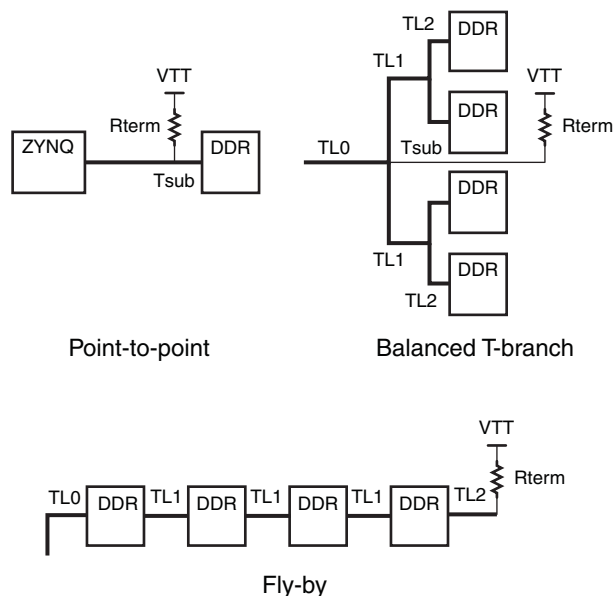 VTT
Rterm
ZYNQ
DDR
Tsub
Point-to-point
TL2
DDR
TL1
VTT
DDR
Rterm
TL0
Tsub
DDR
TL1
DDR
TL2
Balanced T-branch
VTT
Rterm
TL0
DDR
TL1
DDR
TL1
DDR
TL1
DDR
TL2
Fly-by